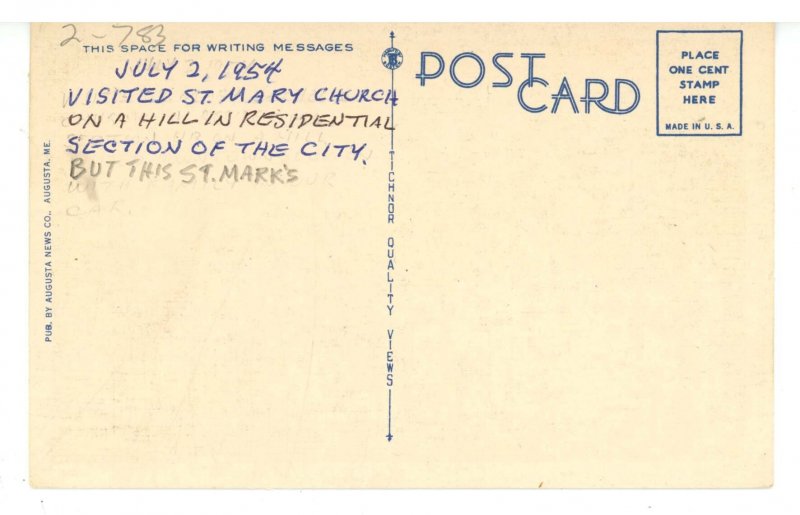 2-783
THIS SPACE FOR WRITING MESSAGES
JULY 2, 1954
VISITED ST. MARY CHURCH
ON A HILL IN RESIDENTIAL
SECTION OF THE CITY.
BUT THIS ST. MARK'S
CAR.
PUB. BY AUGUSTA NEWS CO., AUGUSTA, ME.
TICHNOR QUALITY VIEWS
POST CARD
PLACE
ONE CENT
STAMP
HERE
MADE IN U.S.A.